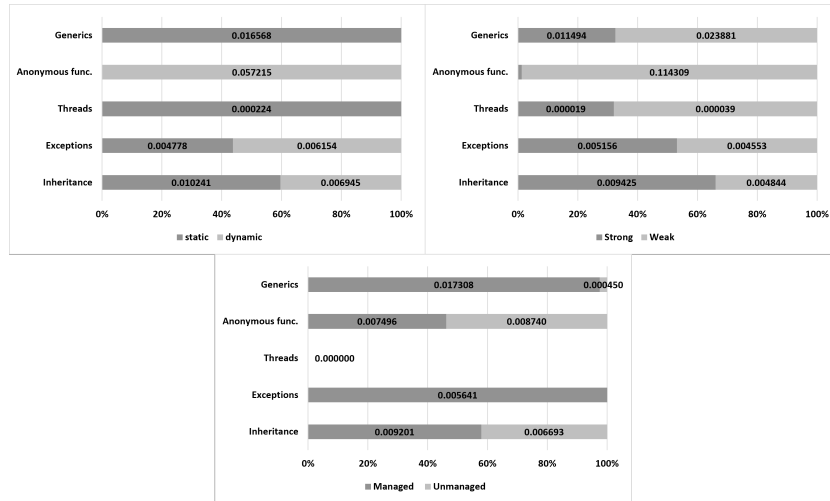 Generics 0.016568
Anonymous func. 0.057215
Threads 0.000224
Exceptions 0.004778 0.006154
Inheritance 0.010241 0.006945
0% 20% 40% 60% 80% 100%
static dynamic
Generics 0.011494 0.023881
Anonymous func. 0.114309
Threads 0.000019 0.000039
Exceptions 0.005156 0.004553
Inheritance 0.009425 0.004844
0% 20% 40% 60% 80% 100%
Strong Weak
Generics 0.017308 0.000450
Anonymous func. 0.007496 0.008740
Threads 0.000000
Exceptions 0.005641
Inheritance 0.009201 0.006693
0% 20% 40% 60% 80% 100%
Managed Unmanaged